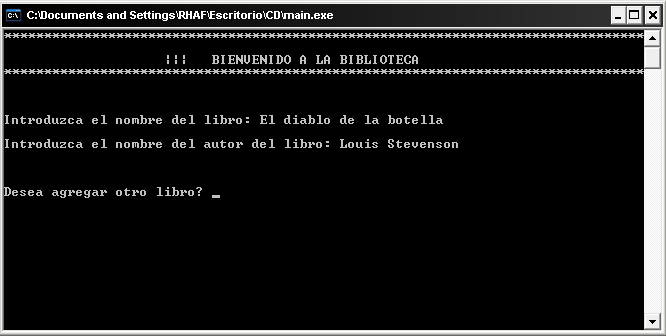 C:\Documents and Settings\RHAF\Escritorio\CD\main.exe
********************************************************************************
¦¦¦   BIENVENIDO A LA BIBLIOTECA
********************************************************************************
Introduzca el nombre del libro: El diablo de la botella
Introduzca el nombre del autor del libro: Louis Stevenson
Desea agregar otro libro? _